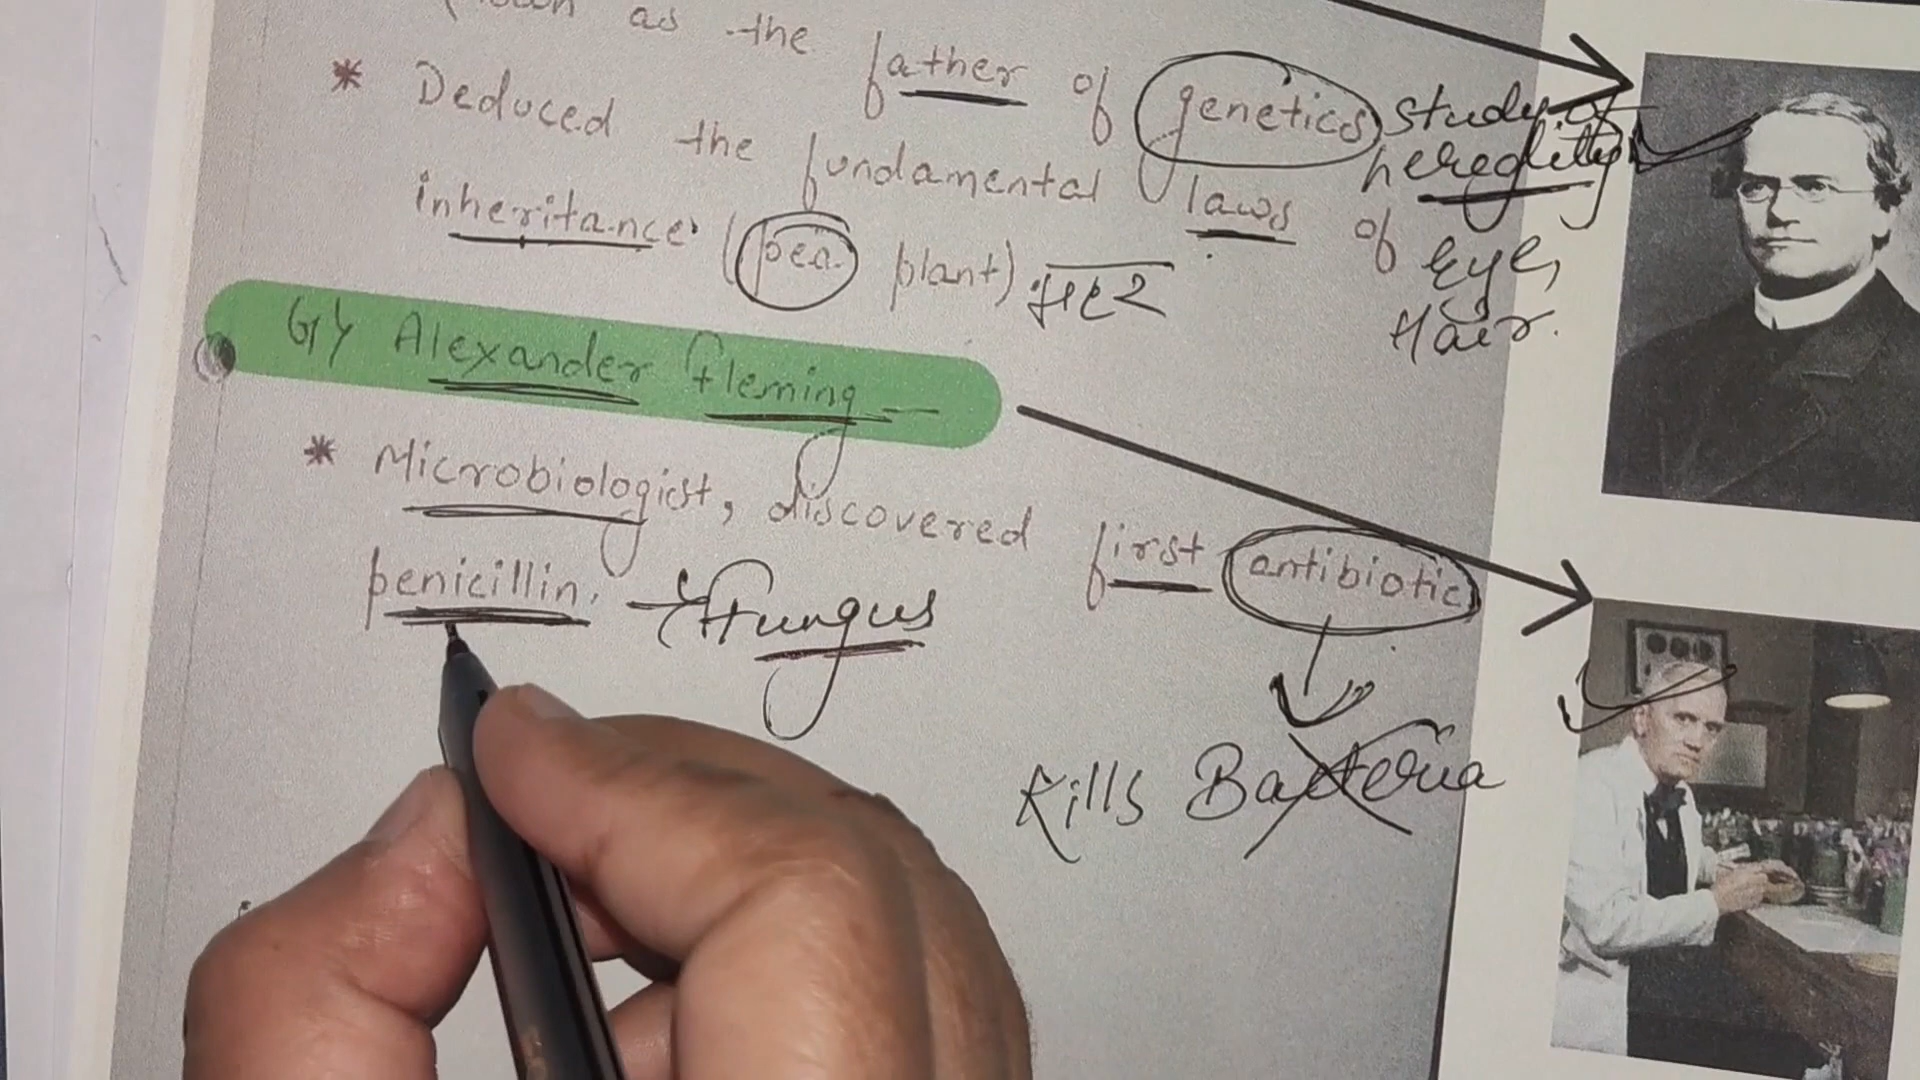 known as the father of genetics study of
heredity
* Deduced the fundamental laws of
Eye,
Hair.
inheritance. (pea plant) मटर
6) Alexander Fleming -
* Microbiologist, discovered first antibiotic
penicillin. Fungus
Kills Bacteria